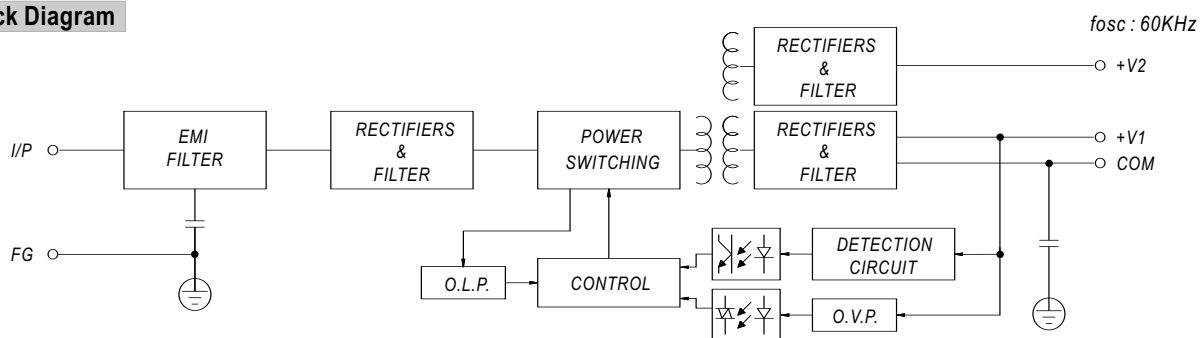 ck Diagram
fosc : 60KHz
RECTIFIERS
&
FILTER
+V2
I/P
EMI
FILTER
RECTIFIERS
&
FILTER
POWER
SWITCHING
RECTIFIERS
&
FILTER
+V1
COM
FG
O.L.P.
CONTROL
DETECTION
CIRCUIT
O.V.P.